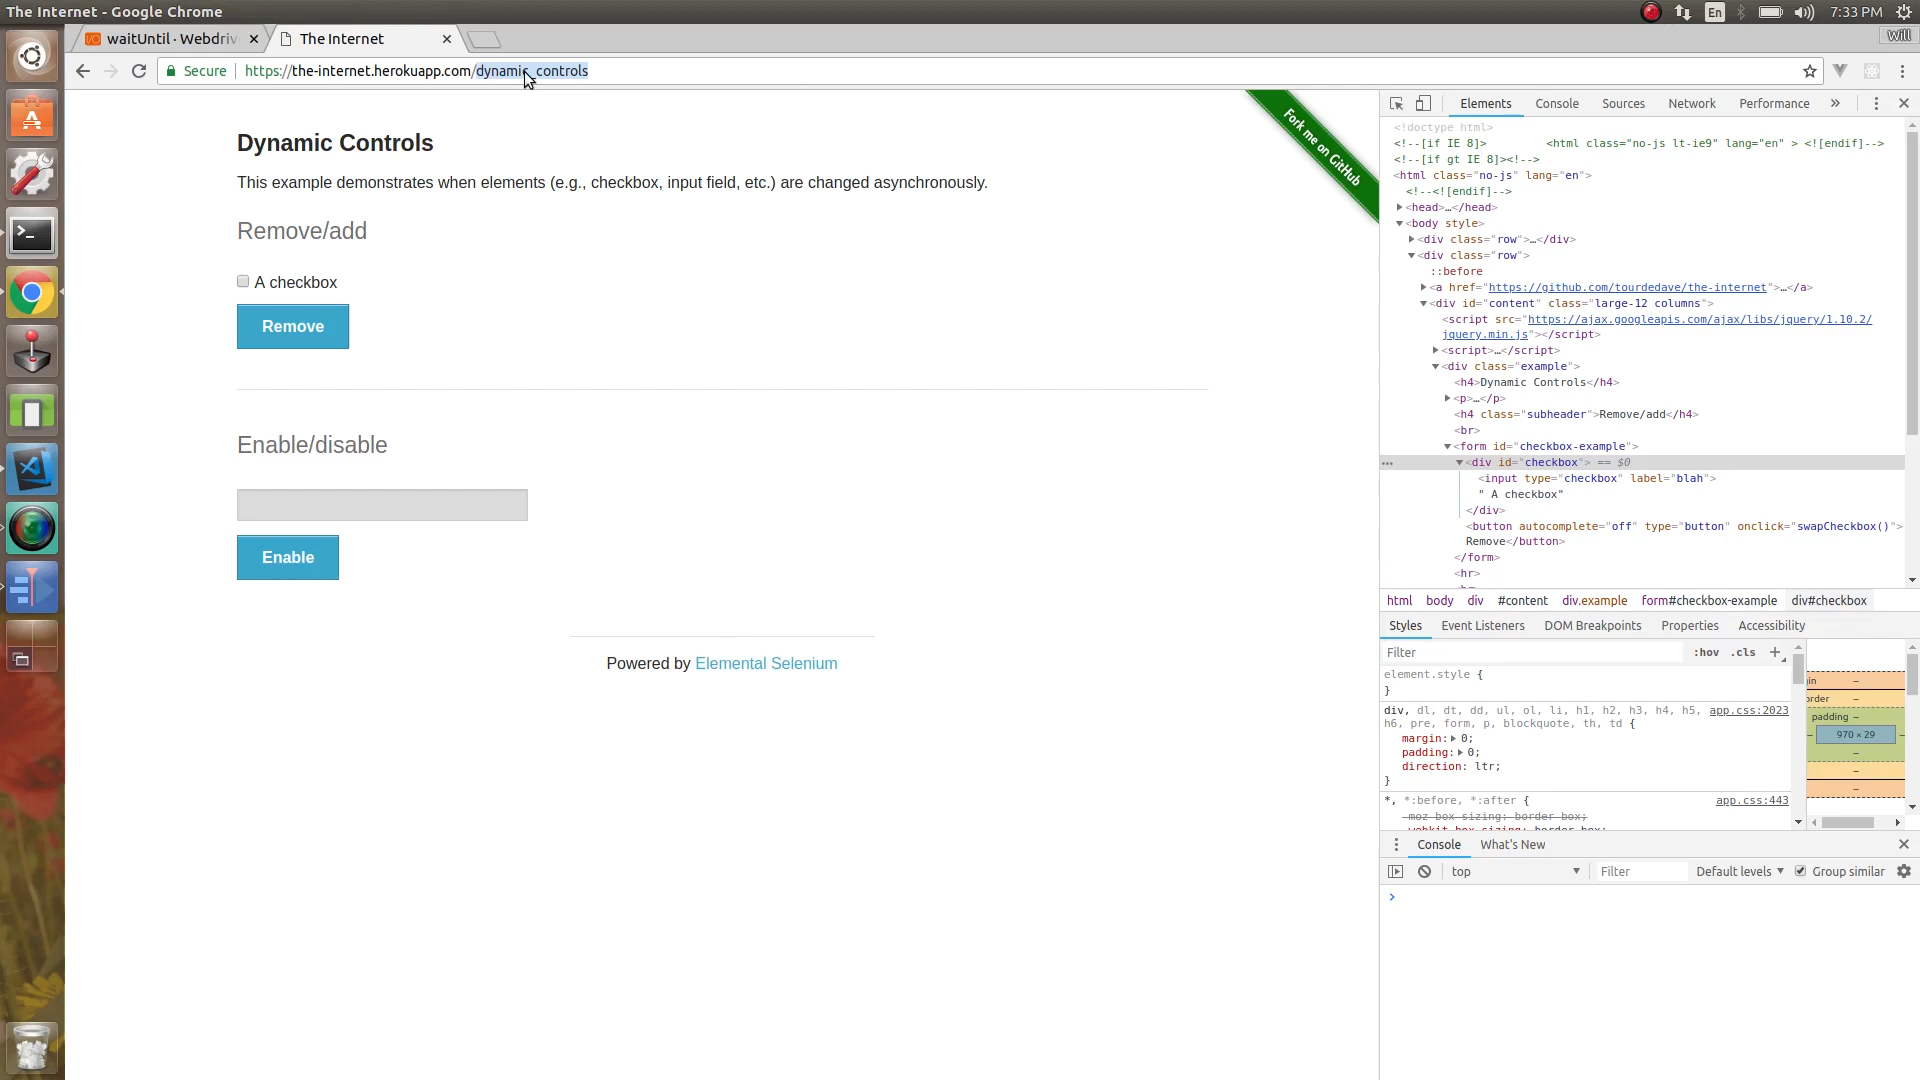 The Internet - Google Chrome
En
7:33 PM
waitUntil · Webdriv
The Internet
Will
Secure
https://the-internet.herokuapp.com/dynamic_controls
Fork me on GitHub
Dynamic Controls
This example demonstrates when elements (e.g., checkbox, input field, etc.) are changed asynchronously.
Remove/add
A checkbox
Remove
Enable/disable
Enable
Powered by Elemental Selenium
Elements Console Sources Network Performance »
<!doctype html>
<!--[if IE 8]> <html class="no-js lt-ie9" lang="en" > <![endif]-->
<!--[if gt IE 8]><!-->
<html class="no-js" lang="en">
<!--<![endif]-->
<head>…</head>
<body style>
<div class="row">…</div>
<div class="row">
::before
<a href="https://github.com/tourdedave/the-internet">…</a>
<div id="content" class="large-12 columns">
<script src="https://ajax.googleapis.com/ajax/libs/jquery/1.10.2/
jquery.min.js"></script>
<script>…</script>
<div class="example">
<h4>Dynamic Controls</h4>
<p>…</p>
<h4 class="subheader">Remove/add</h4>
<br>
<form id="checkbox-example">
<div id="checkbox"> == $0
<input type="checkbox" label="blah">
" A checkbox"
</div>
<button autocomplete="off" type="button" onclick="swapCheckbox()">
Remove</button>
</form>
<hr>
html body div #content div.example form#checkbox-example div#checkbox
Styles Event Listeners DOM Breakpoints Properties Accessibility
Filter :hov .cls +
element.style {
}
div, dl, dt, dd, ul, ol, li, h1, h2, h3, h4, h5, app.css:2023
h6, pre, form, p, blockquote, th, td {
margin: 0;
padding: 0;
direction: ltr;
}
*, *:before, *:after { app.css:443
-moz-box-sizing: border-box;
-webkit-box-sizing: border-box;
padding –
970 × 29
Console What's New
top Filter Default levels Group similar